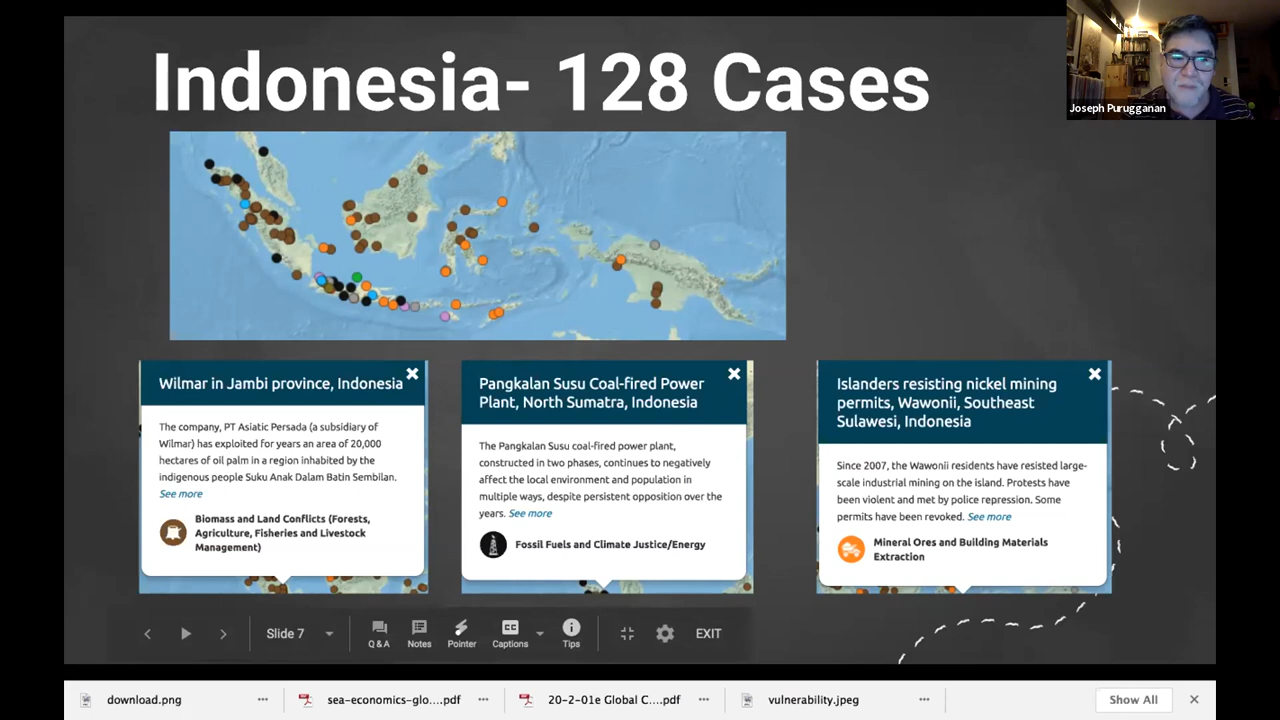 Indonesia- 128 Cases
Joseph Purugganan
Wilmar in Jambi province, Indonesia
The company, PT Asiatic Persada (a subsidiary of
Wilmar) has exploited for years an area of 20,000
hectares of oil palm in a region inhabited by the
indigenous people Suku Anak Dalam Batin Sembilan.
See more
Biomass and Land Conflicts (Forests,
Agriculture, Fisheries and Livestock
Management)
Pangkalan Susu Coal-fired Power
Plant, North Sumatra, Indonesia
The Pangkalan Susu coal-fired power plant,
constructed in two phases, continues to negatively
affect the local environment and population in
multiple ways, despite persistent opposition over the
years. See more
Fossil Fuels and Climate Justice/Energy
Islanders resisting nickel mining
permits, Wawonii, Southeast
Sulawesi, Indonesia
Since 2007, the Wawonii residents have resisted large-
scale industrial mining on the island. Protests have
been violent and met by police repression. Some
permits have been revoked. See more
Mineral Ores and Building Materials
Extraction
Slide 7
Q & A
Notes
Pointer
CC
Captions
Tips
EXIT
download.png
sea-economics-glo....pdf
20-2-01e Global C....pdf
vulnerability.jpeg
Show All